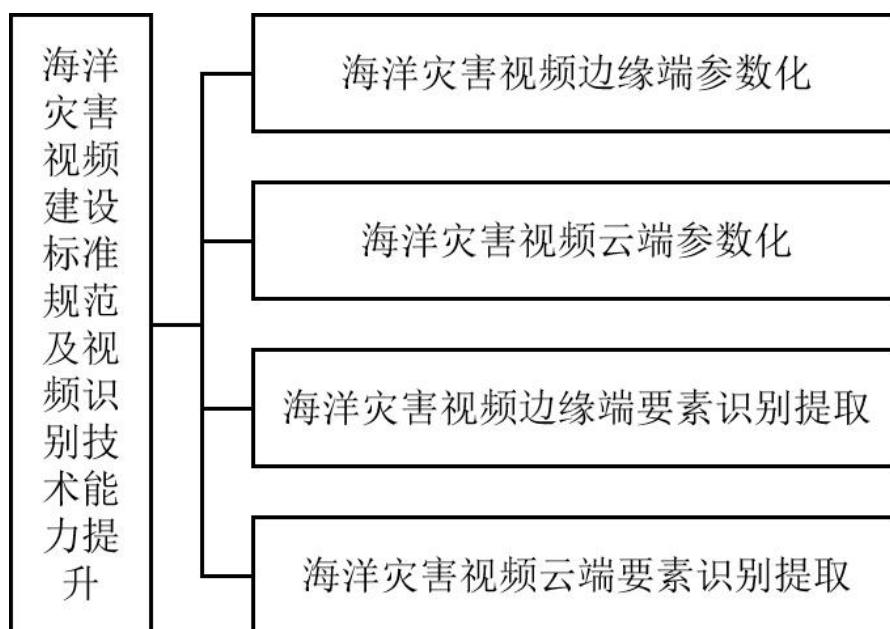 海洋
灾害
视频
建设
标准
规范
及视
频识
别技
术能
力提
升
海洋灾害视频边缘端参数化
海洋灾害视频云端参数化
海洋灾害视频边缘端要素识别提取
海洋灾害视频云端要素识别提取